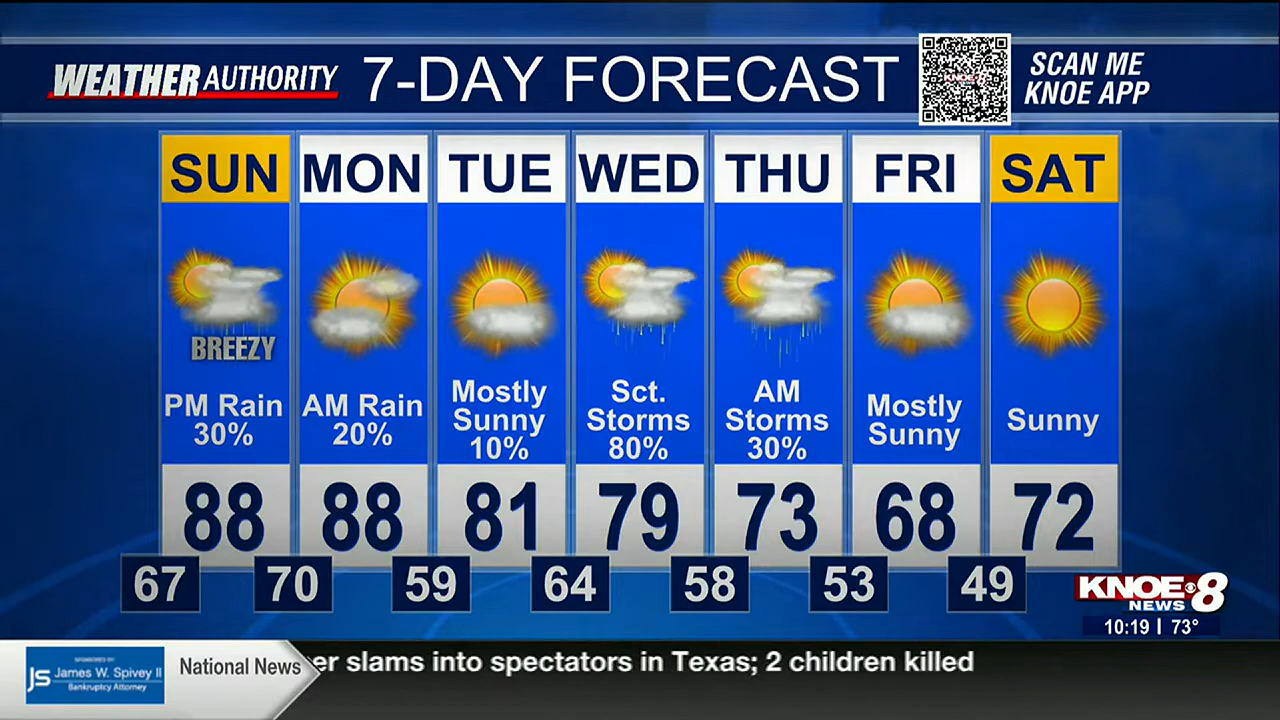 WEATHER AUTHORITY 7-DAY FORECAST
SCAN ME
KNOE APP
SUN MON TUE WED THU FRI SAT
BREEZY
PM Rain
30%
AM Rain
20%
Mostly
Sunny
10%
Sct.
Storms
80%
AM
Storms
30%
Mostly
Sunny
Sunny
88 88 81 79 73 68 72
67 70 59 64 58 53 49
KNOE 8
NEWS
10:19 | 73°
SPONSORED BY:
JS James W. Spivey II
Bankruptcy Attorney
National News
er slams into spectators in Texas; 2 children killed